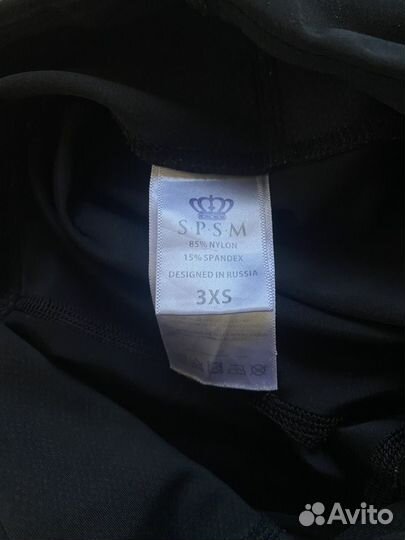 S·P·S·M
85% NYLON
15% SPANDEX
DESIGNED IN RUSSIA
3XS
Avito